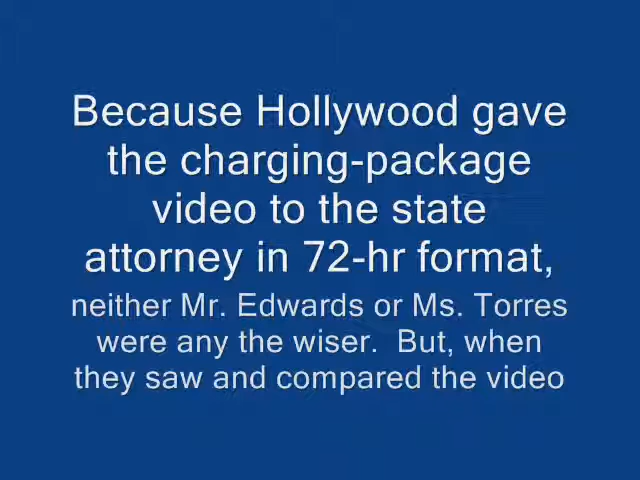 Because Hollywood gave
the charging-package
video to the state
attorney in 72-hr format,
neither Mr. Edwards or Ms. Torres
were any the wiser.  But, when
they saw and compared the video